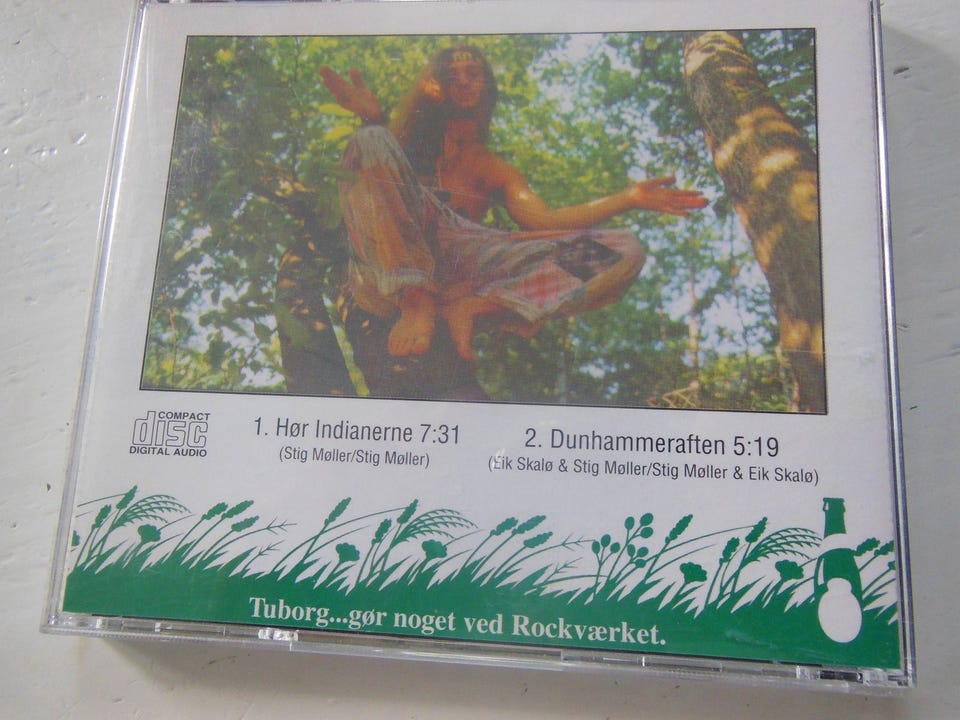 COMPACT
disc
DIGITAL AUDIO
1. Hør Indianerne 7:31
(Stig Møller/Stig Møller)
2. Dunhammeraften 5:19
(Eik Skalø & Stig Møller/Stig Møller & Eik Skalø)
Tuborg...gør noget ved Rockværket.